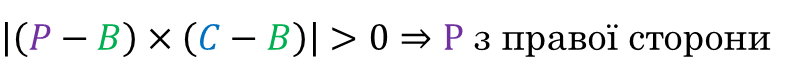 |(P − B) × (C − B)| > 0 ⇒ P з правої сторони